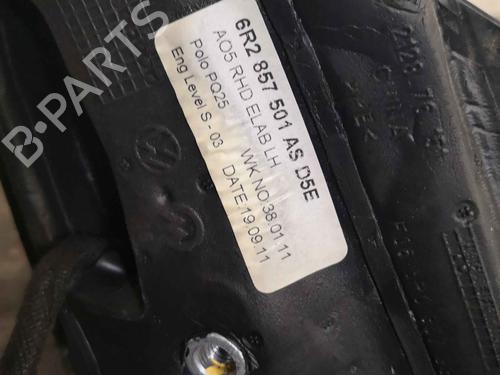 6R2 857 501 AS D5E
AO5 RHD ELAB LH
Polo PQ25 WK NO:38.01.11
Eng Level S - 03 DATE:19.09.11